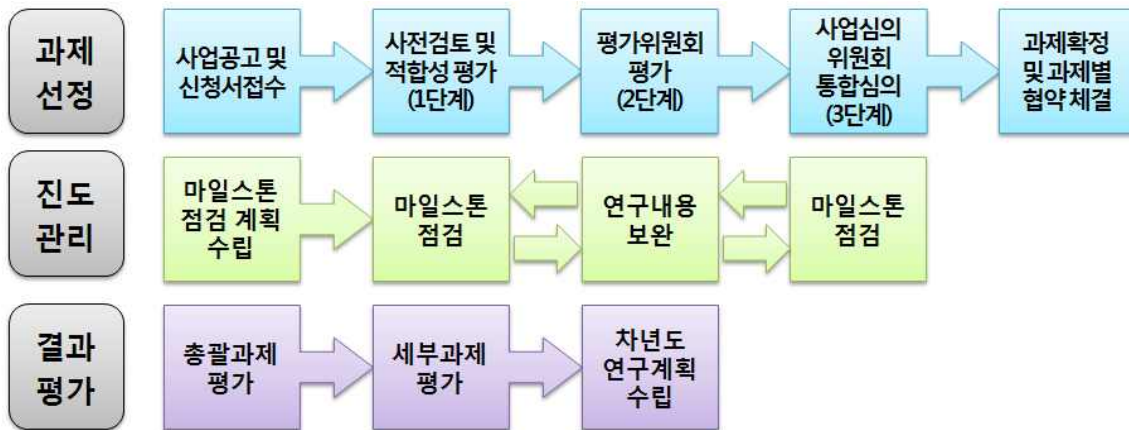 과제
선정
사업공고 및
신청서접수
사전검토 및
적합성 평가
(1단계)
평가위원회
평가
(2단계)
사업심의
위원회
통합심의
(3단계)
과제확정
및 과제별
협약 체결
진도
관리
마일스톤
점검 계획
수립
마일스톤
점검
연구내용
보완
마일스톤
점검
결과
평가
총괄과제
평가
세부과제
평가
차년도
연구계획
수립